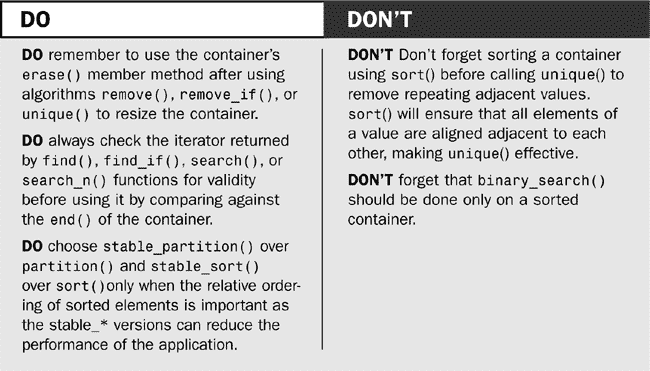 DO
DO remember to use the container's
erase() member method after using
algorithms remove(), remove_if(), or
unique() to resize the container.
DO always check the iterator returned
by find(), find_if(), search(), or
search_n() functions for validity
before using it by comparing against
the end() of the container.
DO choose stable_partition() over
partition() and stable_sort()
over sort()only when the relative order-
ing of sorted elements is important as
the stable_* versions can reduce the
performance of the application.
DON'T
DON'T Don't forget sorting a container
using sort() before calling unique() to
remove repeating adjacent values.
sort() will ensure that all elements of
a value are aligned adjacent to each
other, making unique() effective.
DON'T forget that binary_search()
should be done only on a sorted
container.